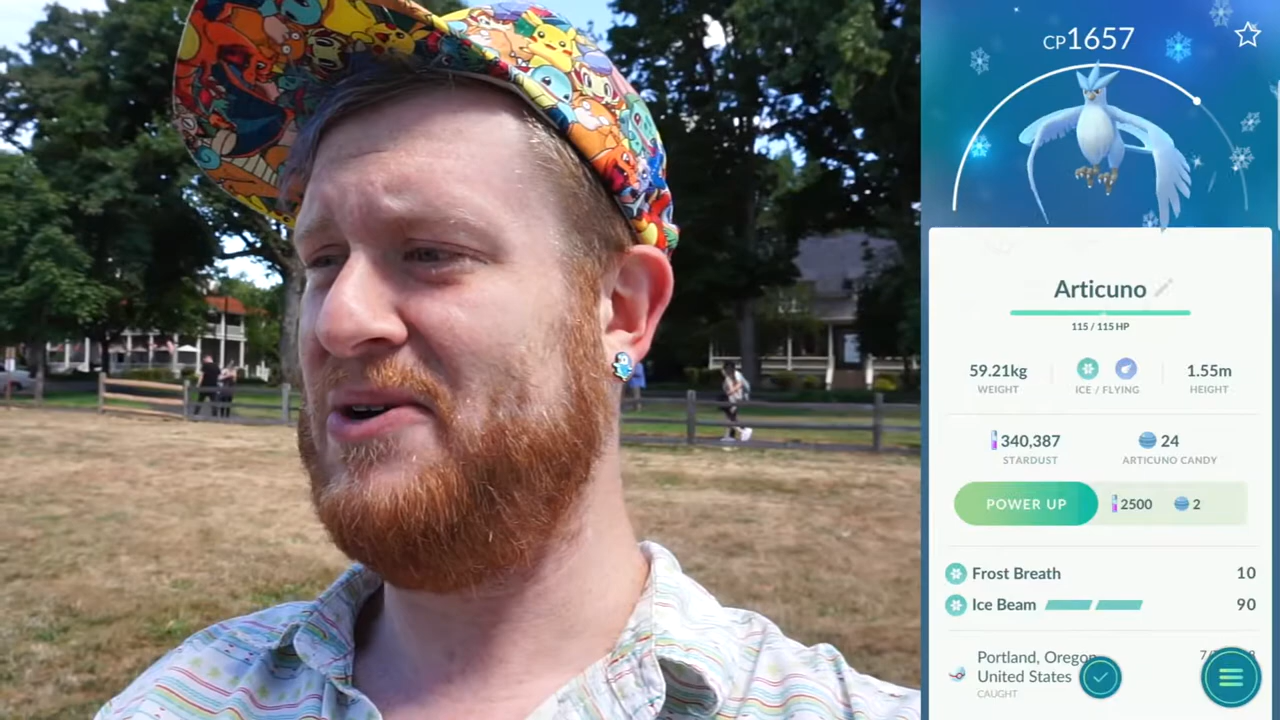 CP1657
Articuno
115 / 115 HP
59.21kg
WEIGHT
ICE / FLYING
1.55m
HEIGHT
340,387
STARDUST
24
ARTICUNO CANDY
POWER UP
2500
2
Frost Breath 10
Ice Beam 90
Portland, Oregon
United States
CAUGHT